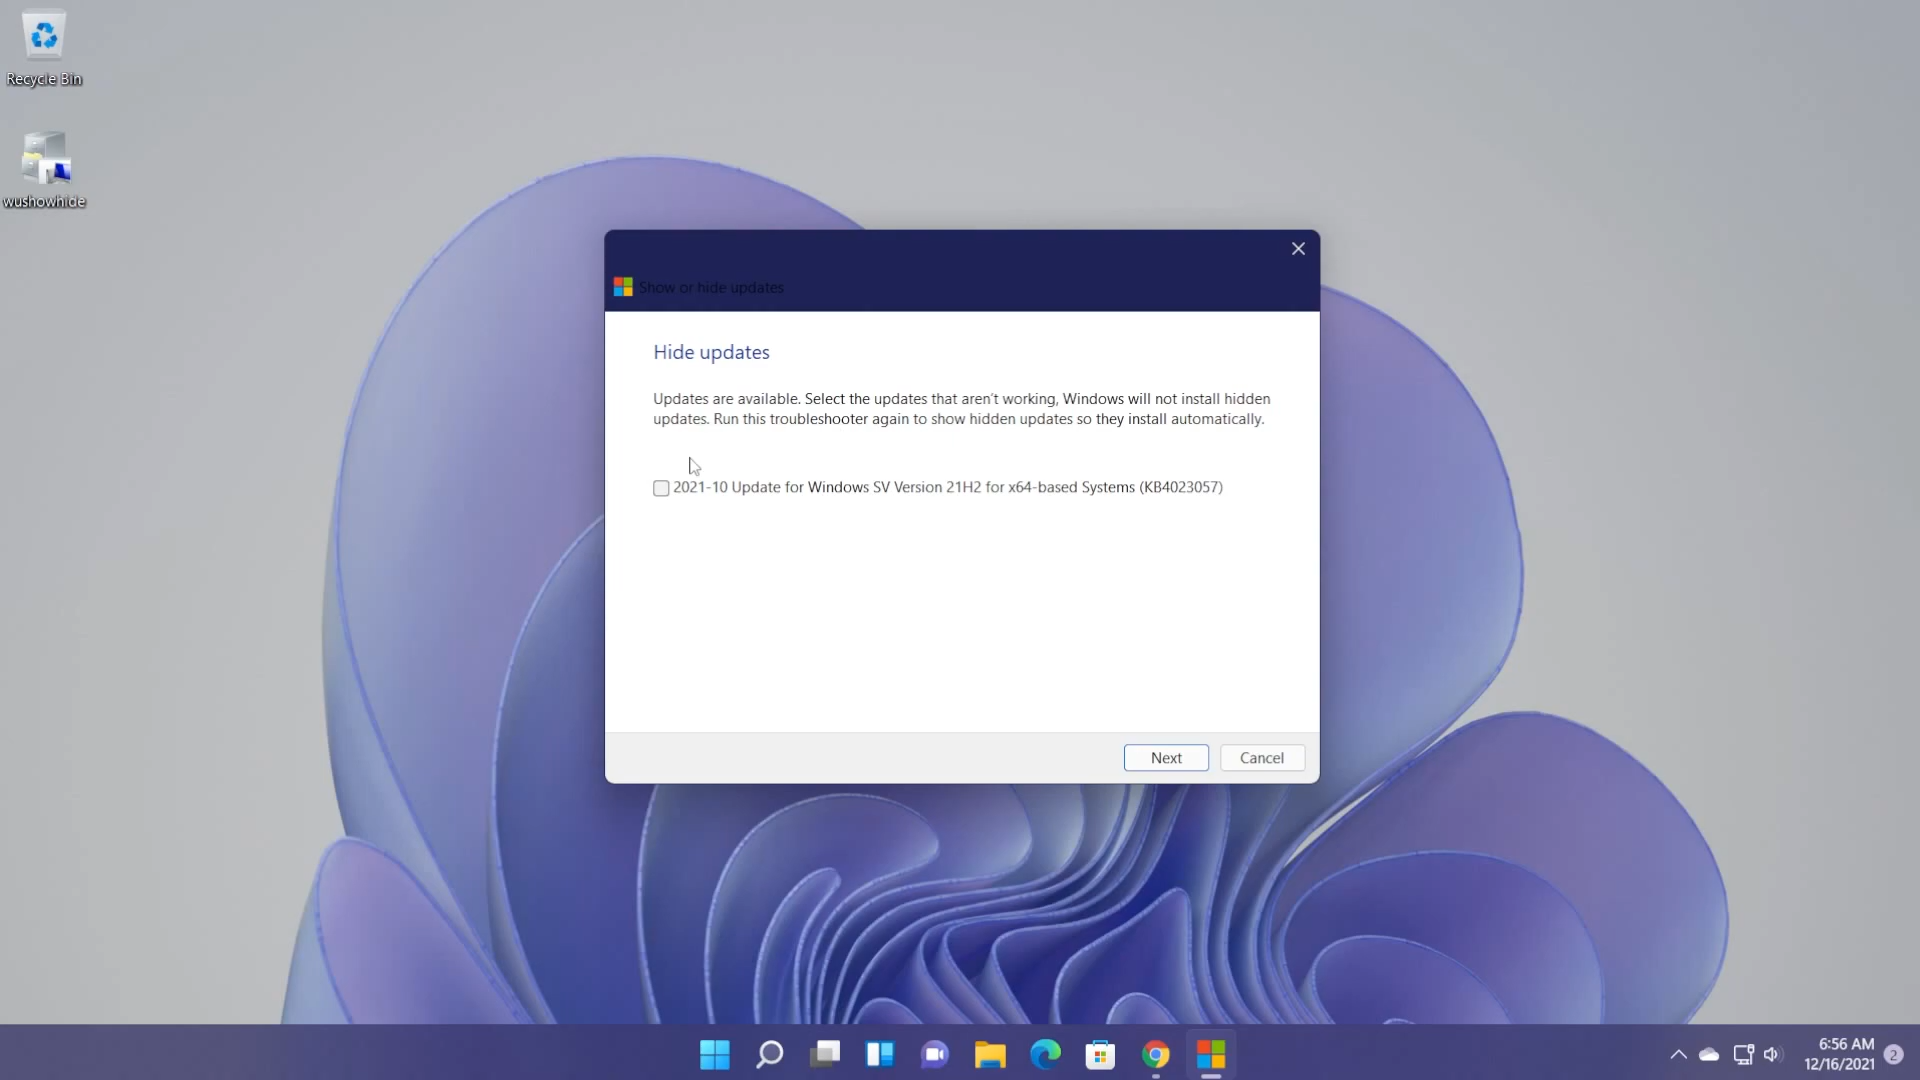 Recycle Bin
wushowhide
Show or hide updates
Hide updates
Updates are available. Select the updates that aren't working, Windows will not install hidden
updates. Run this troubleshooter again to show hidden updates so they install automatically.
2021-10 Update for Windows SV Version 21H2 for x64-based Systems (KB4023057)
Next
Cancel
6:56 AM
12/16/2021
2